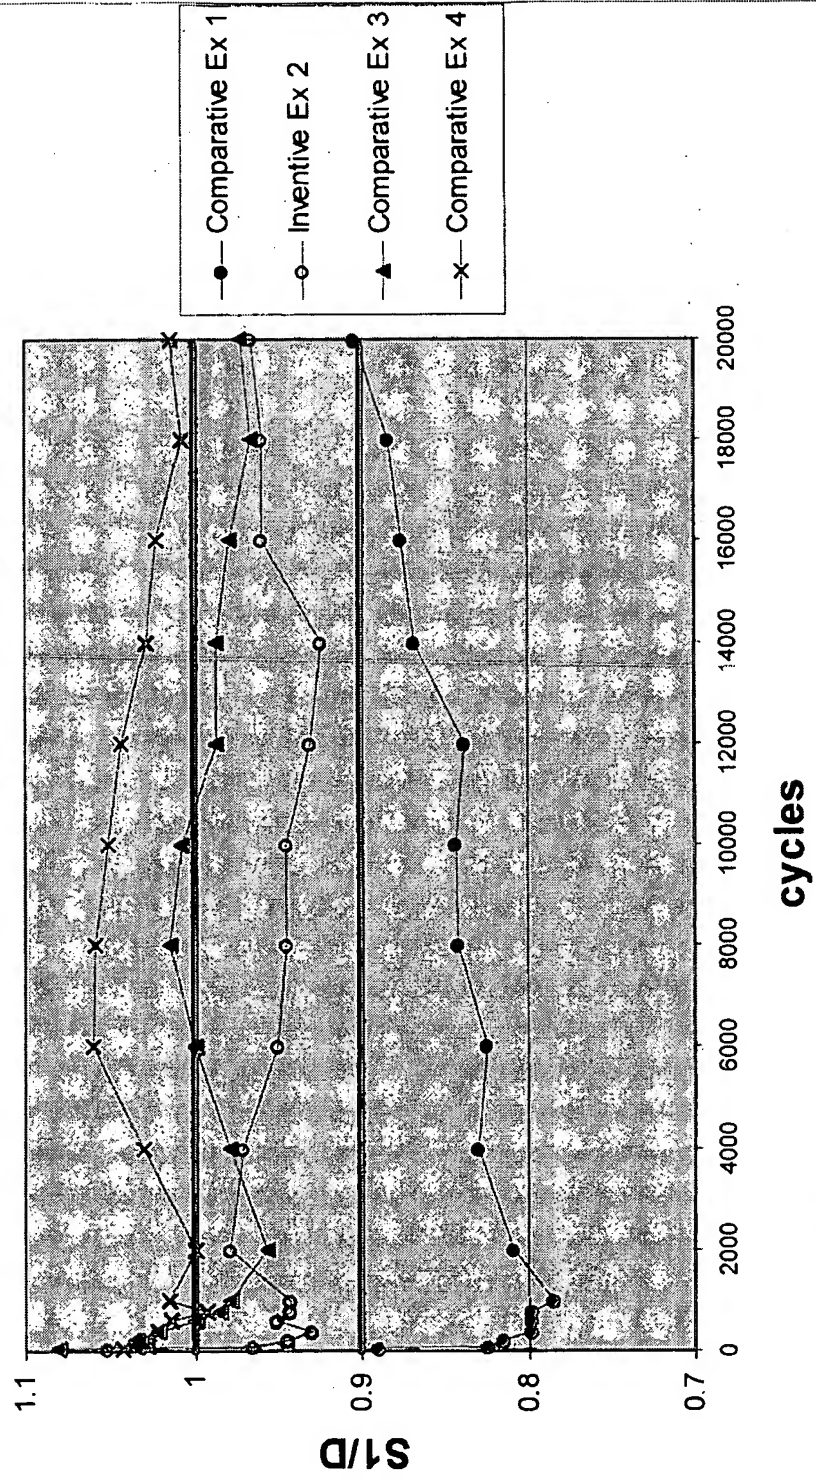 S1/D
1.1
1
0.9
0.8
0.7
0
2000
4000
6000
8000
10000
12000
14000
16000
18000
20000
cycles
Comparative Ex 1
Inventive Ex 2
Comparative Ex 3
Comparative Ex 4